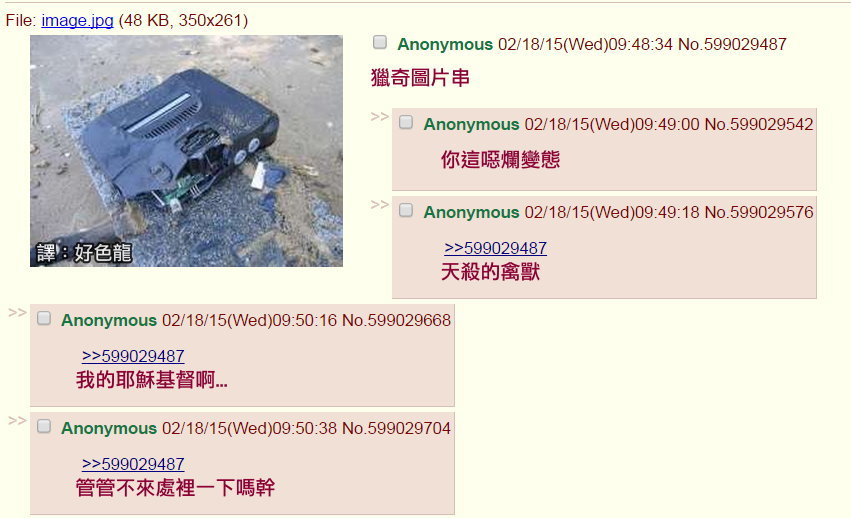 File: image.jpg (48 KB, 350x261)
譯：好色龍
Anonymous 02/18/15(Wed)09:48:34 No.599029487
獵奇圖片串
>> Anonymous 02/18/15(Wed)09:49:00 No.599029542
你這噁爛變態
>> Anonymous 02/18/15(Wed)09:49:18 No.599029576
>>599029487
天殺的禽獸
>> Anonymous 02/18/15(Wed)09:50:16 No.599029668
>>599029487
我的耶穌基督啊...
>> Anonymous 02/18/15(Wed)09:50:38 No.599029704
>>599029487
管管不來處裡一下嗎幹